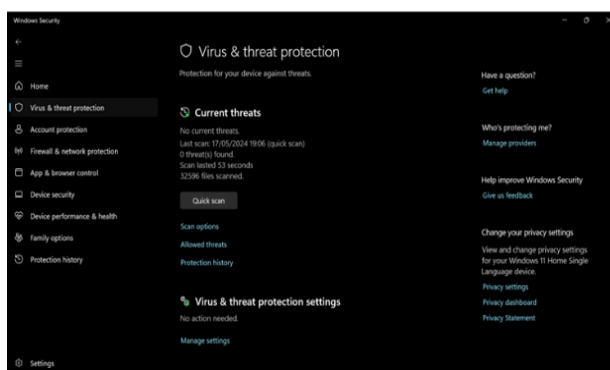 Windows Security
Home
Virus & threat protection
Account protection
Firewall & network protection
App & browser control
Device security
Device performance & health
Family options
Protection history
Settings
Virus & threat protection
Protection for your device against threats.
Current threats
No current threats.
Last scan: 17/05/2024 19:06 (quick scan)
0 threat(s) found.
Scan lasted 53 seconds
32596 files scanned.
Quick scan
Scan options
Allowed threats
Protection history
Virus & threat protection settings
No action needed.
Manage settings
Have a question?
Get help
Who's protecting me?
Manage providers
Help improve Windows Security
Give us feedback
Change your privacy settings
View and change privacy settings
for your Windows 11 Home Single
Language device.
Privacy settings
Privacy dashboard
Privacy Statement